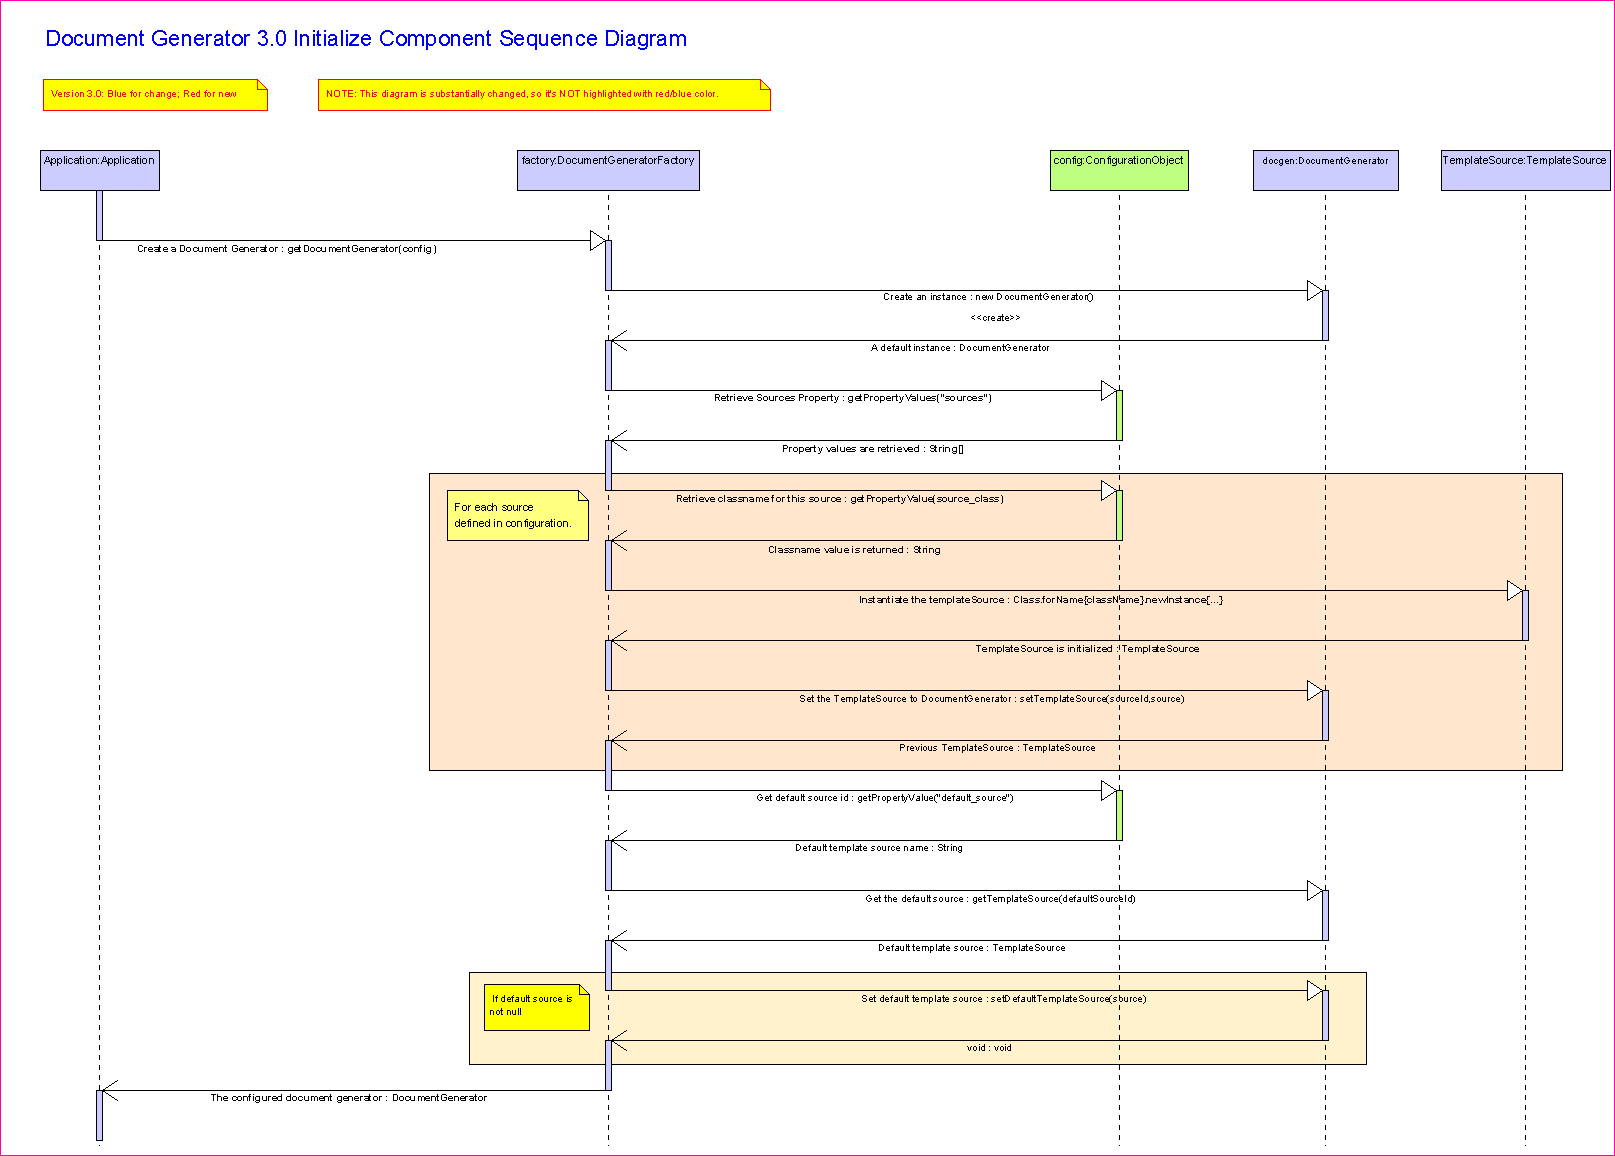 Document Generator 3.0 Initialize Component Sequence Diagram
Version 3.0: Blue for change; Red for new
NOTE: This diagram is substantially changed, so it's NOT highlighted with red/blue color.
Application:Application
factory:DocumentGeneratorFactory
config:ConfigurationObject
docgen:DocumentGenerator
TemplateSource:TemplateSource
Create a Document Generator : getDocumentGenerator(config)
Create an instance : new DocumentGenerator()
<<create>>
A default instance : DocumentGenerator
Retrieve Sources Property : getPropertyValues("sources")
Property values are retrieved : String[]
For each source
defined in configuration.
Retrieve classname for this source : getPropertyValue(source_class)
Classname value is returned : String
Instantiate the templateSource : Class.forName{className}.newInstance{...}
TemplateSource is initialized : TemplateSource
Set the TemplateSource to DocumentGenerator : setTemplateSource(sourceId,source)
Previous TemplateSource : TemplateSource
Get default source id : getPropertyValue("default_source")
Default template source name : String
Get the default source : getTemplateSource(defaultSourceId)
Default template source : TemplateSource
If default source is
not null
Set default template source : setDefaultTemplateSource(source)
void : void
The configured document generator : DocumentGenerator